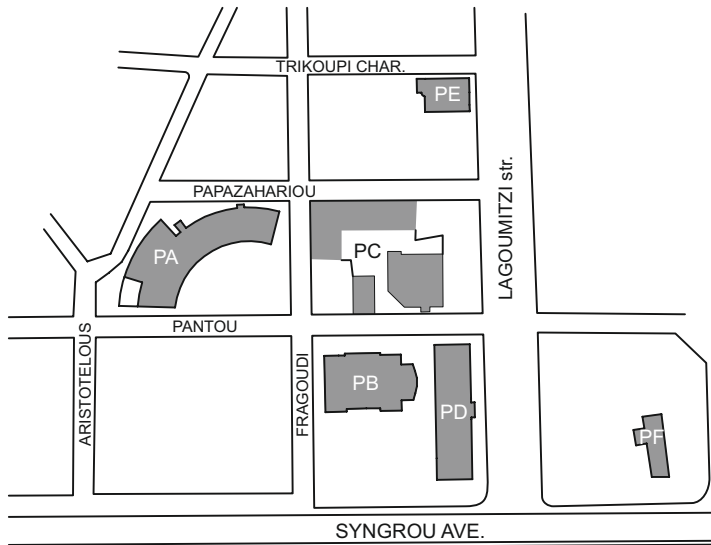 TRIKOUPI CHAR.
PE
PAPAZAHARIOU
LAGOUMITZI str.
PA
PC
PANTOU
ARISTOTELOUS
FRAGOUDI
PB
PD
PF
SYNGROU AVE.